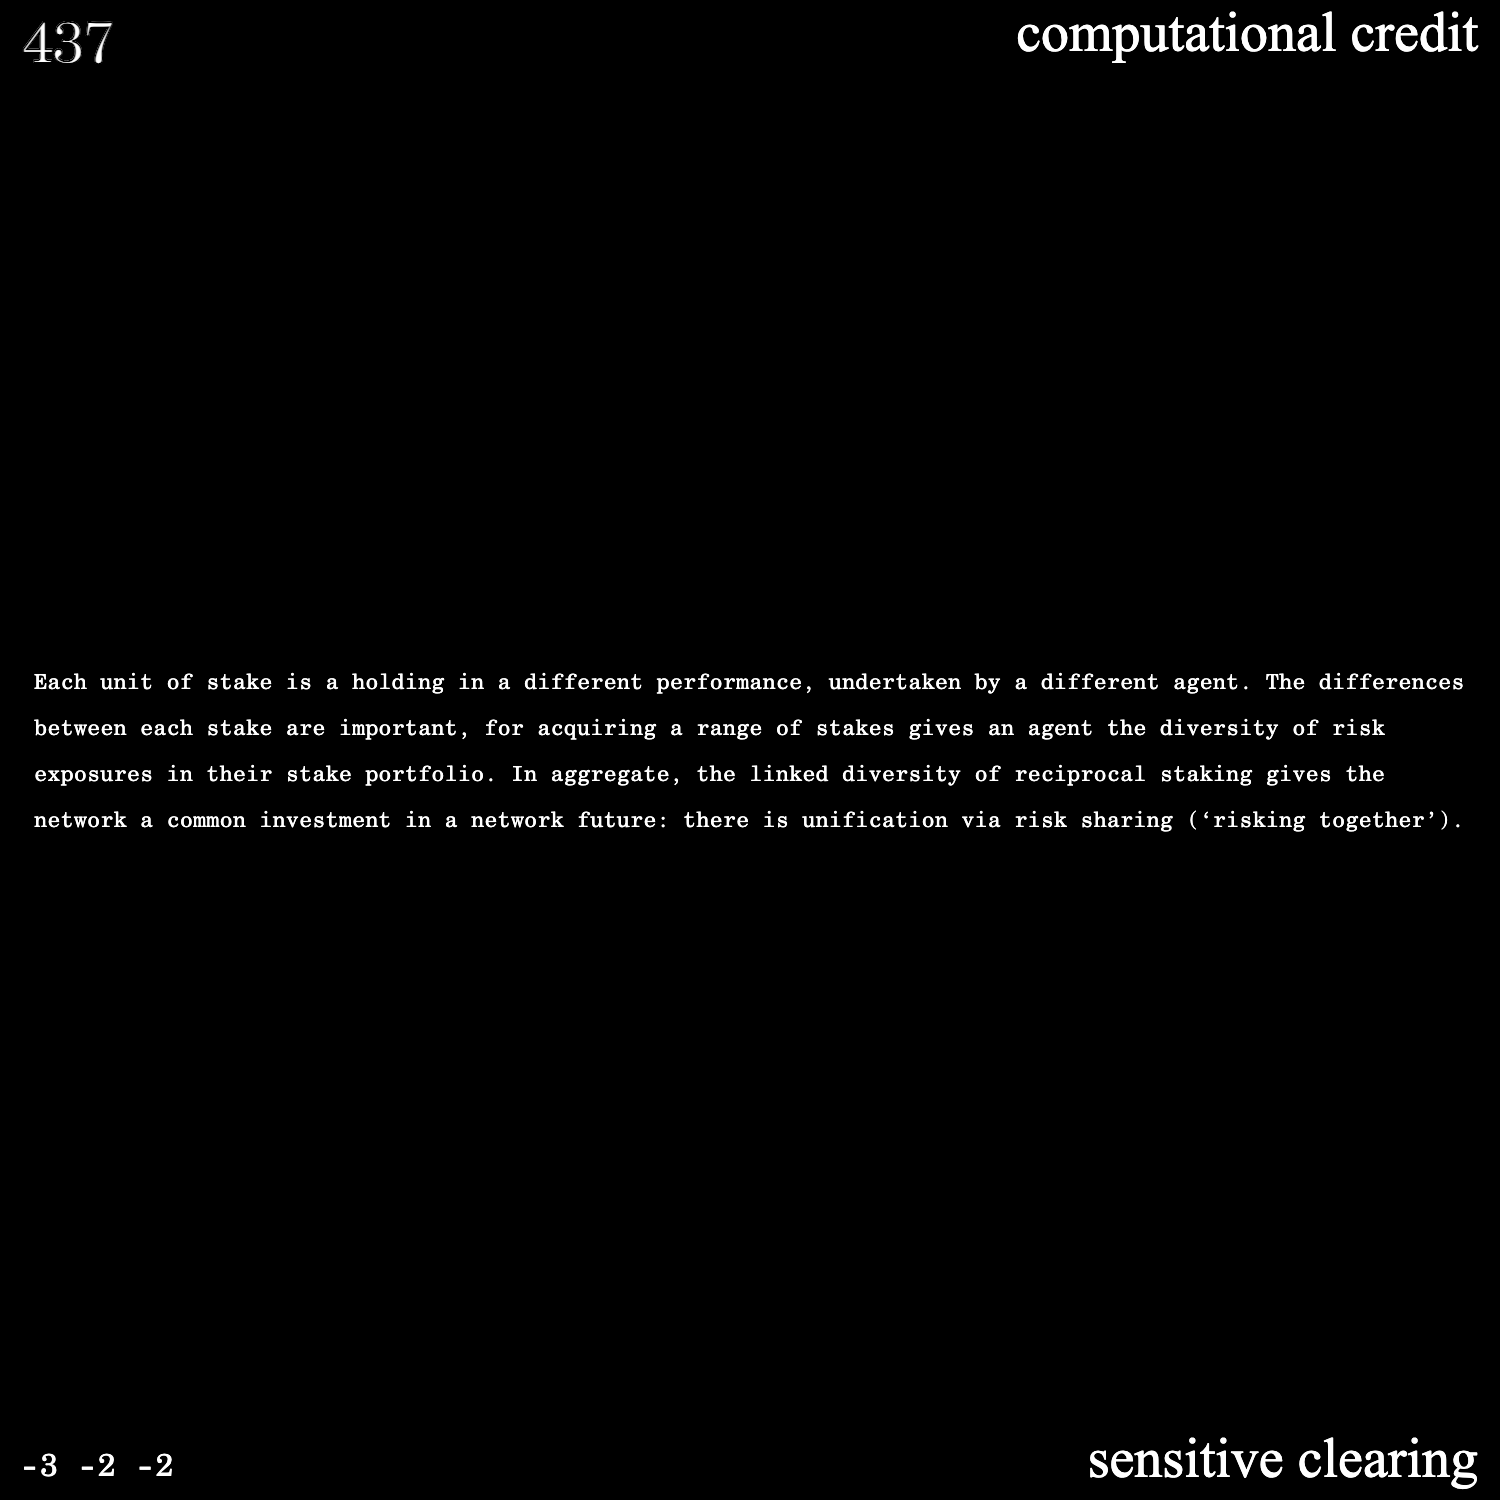 437
computational credit
Each unit of stake is a holding in a different performance, undertaken by a different agent. The differences
between each stake are important, for acquiring a range of stakes gives an agent the diversity of risk
exposures in their stake portfolio. In aggregate, the linked diversity of reciprocal staking gives the
network a common investment in a network future: there is unification via risk sharing (‘risking together’).
-3 -2 -2
sensitive clearing